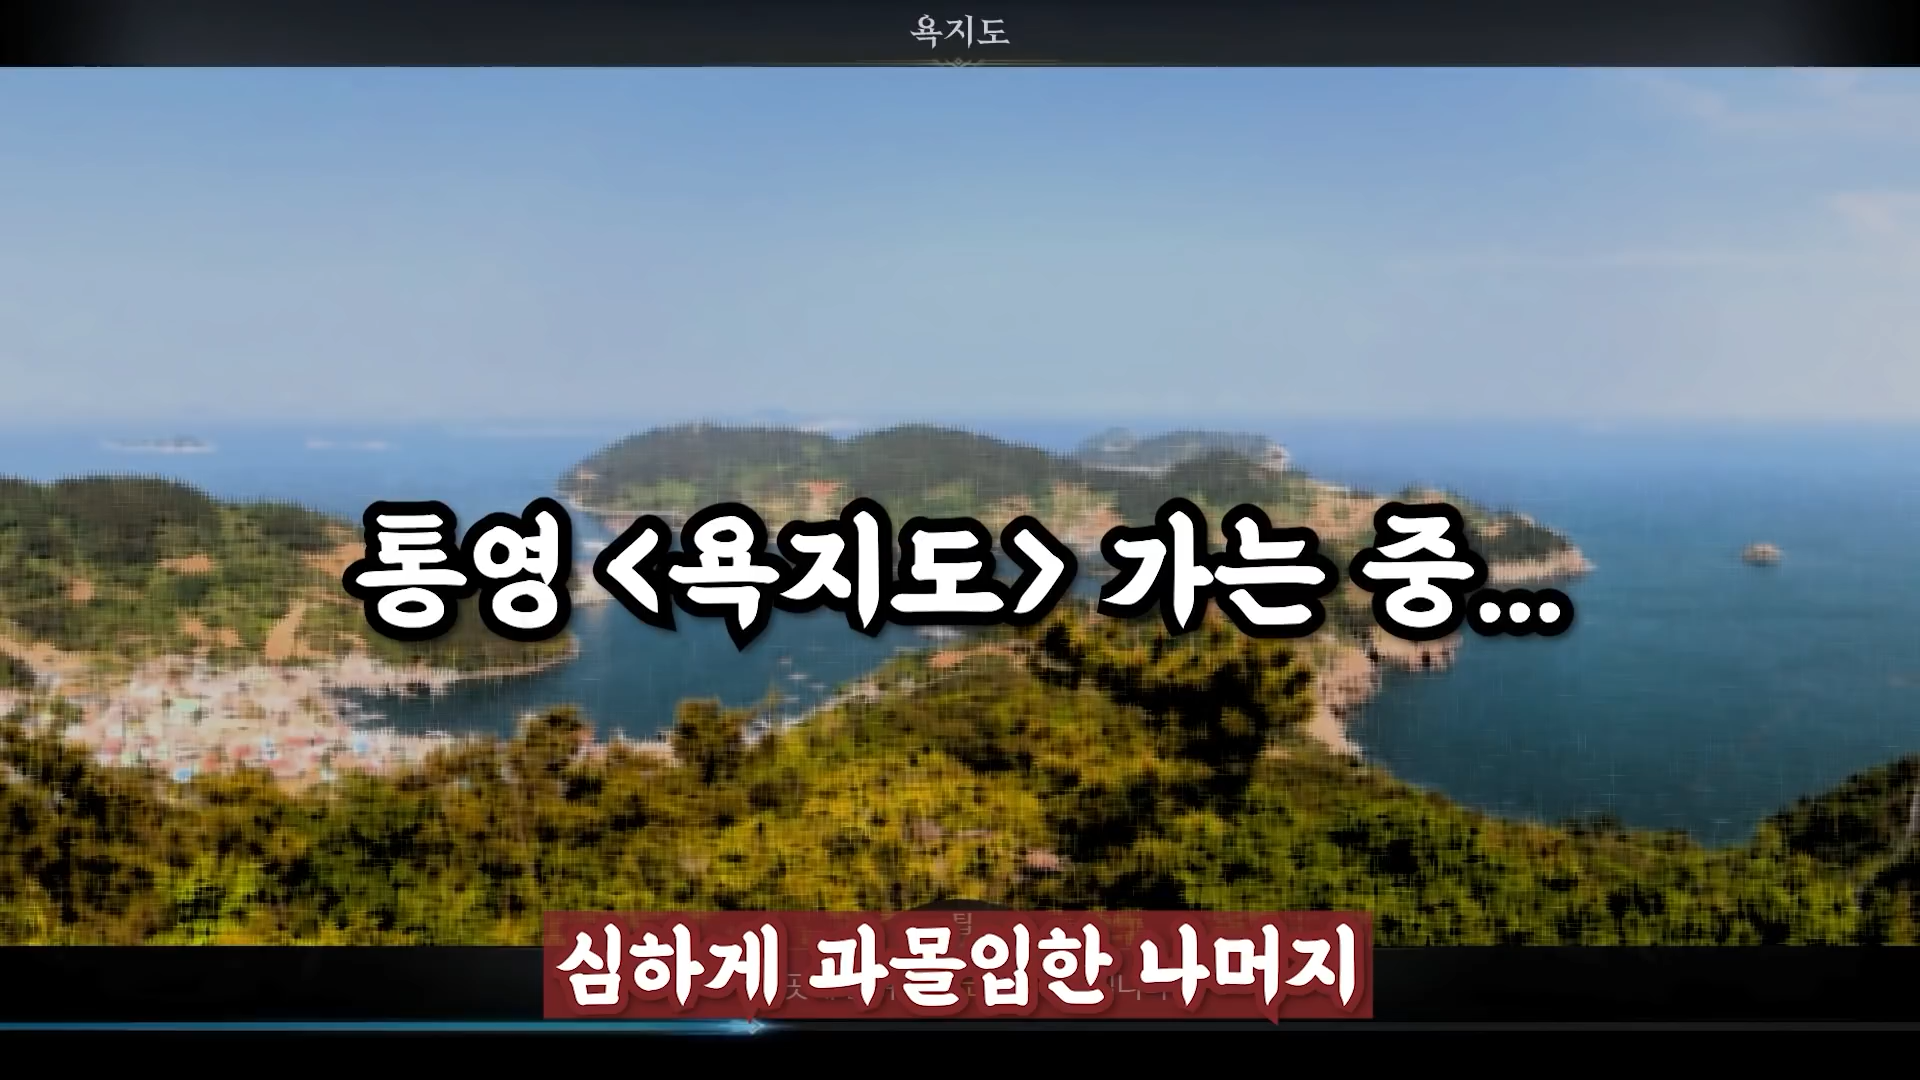 욕지도
통영 <욕지도> 가는 중...
팁
심하게 과몰입한 나머지